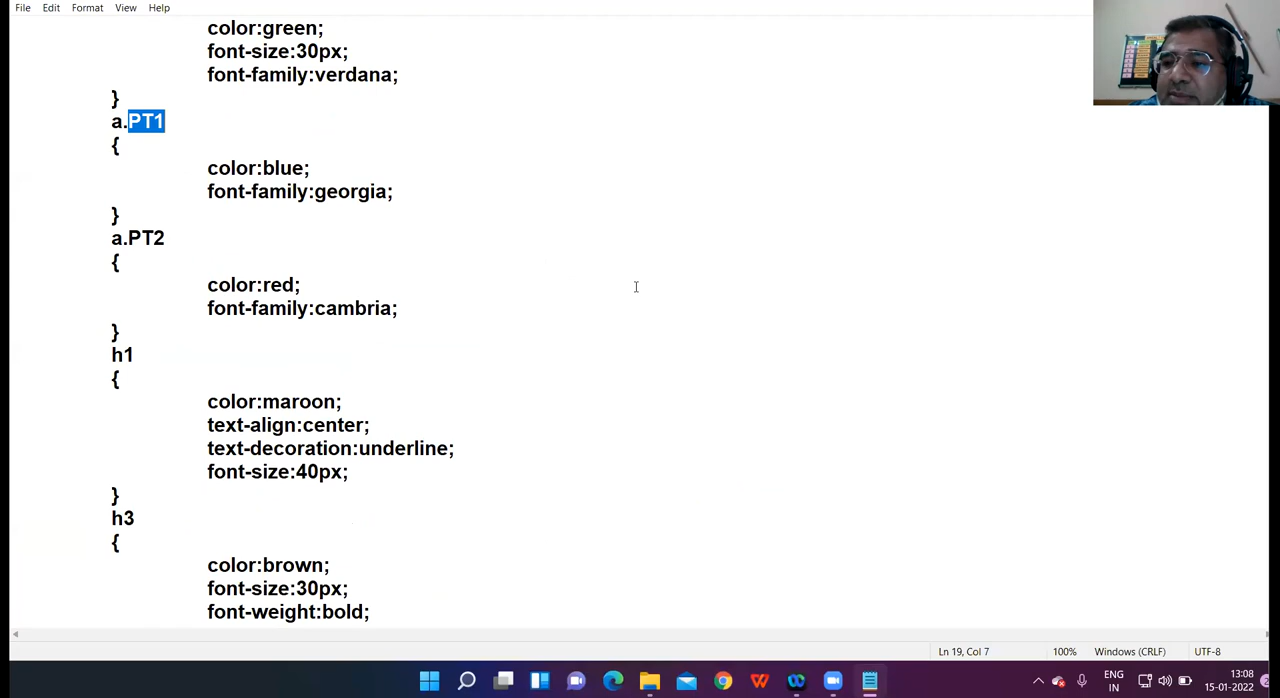 File Edit Format View Help
color:green;
font-size:30px;
font-family:verdana;
}
a.PT1
{
color:blue;
font-family:georgia;
}
a.PT2
{
color:red;
font-family:cambria;
}
h1
{
color:maroon;
text-align:center;
text-decoration:underline;
font-size:40px;
}
h3
{
color:brown;
font-size:30px;
font-weight:bold;
Ln 19, Col 7
100%
Windows (CRLF)
UTF-8
ENG
IN
13:08
15-01-2022